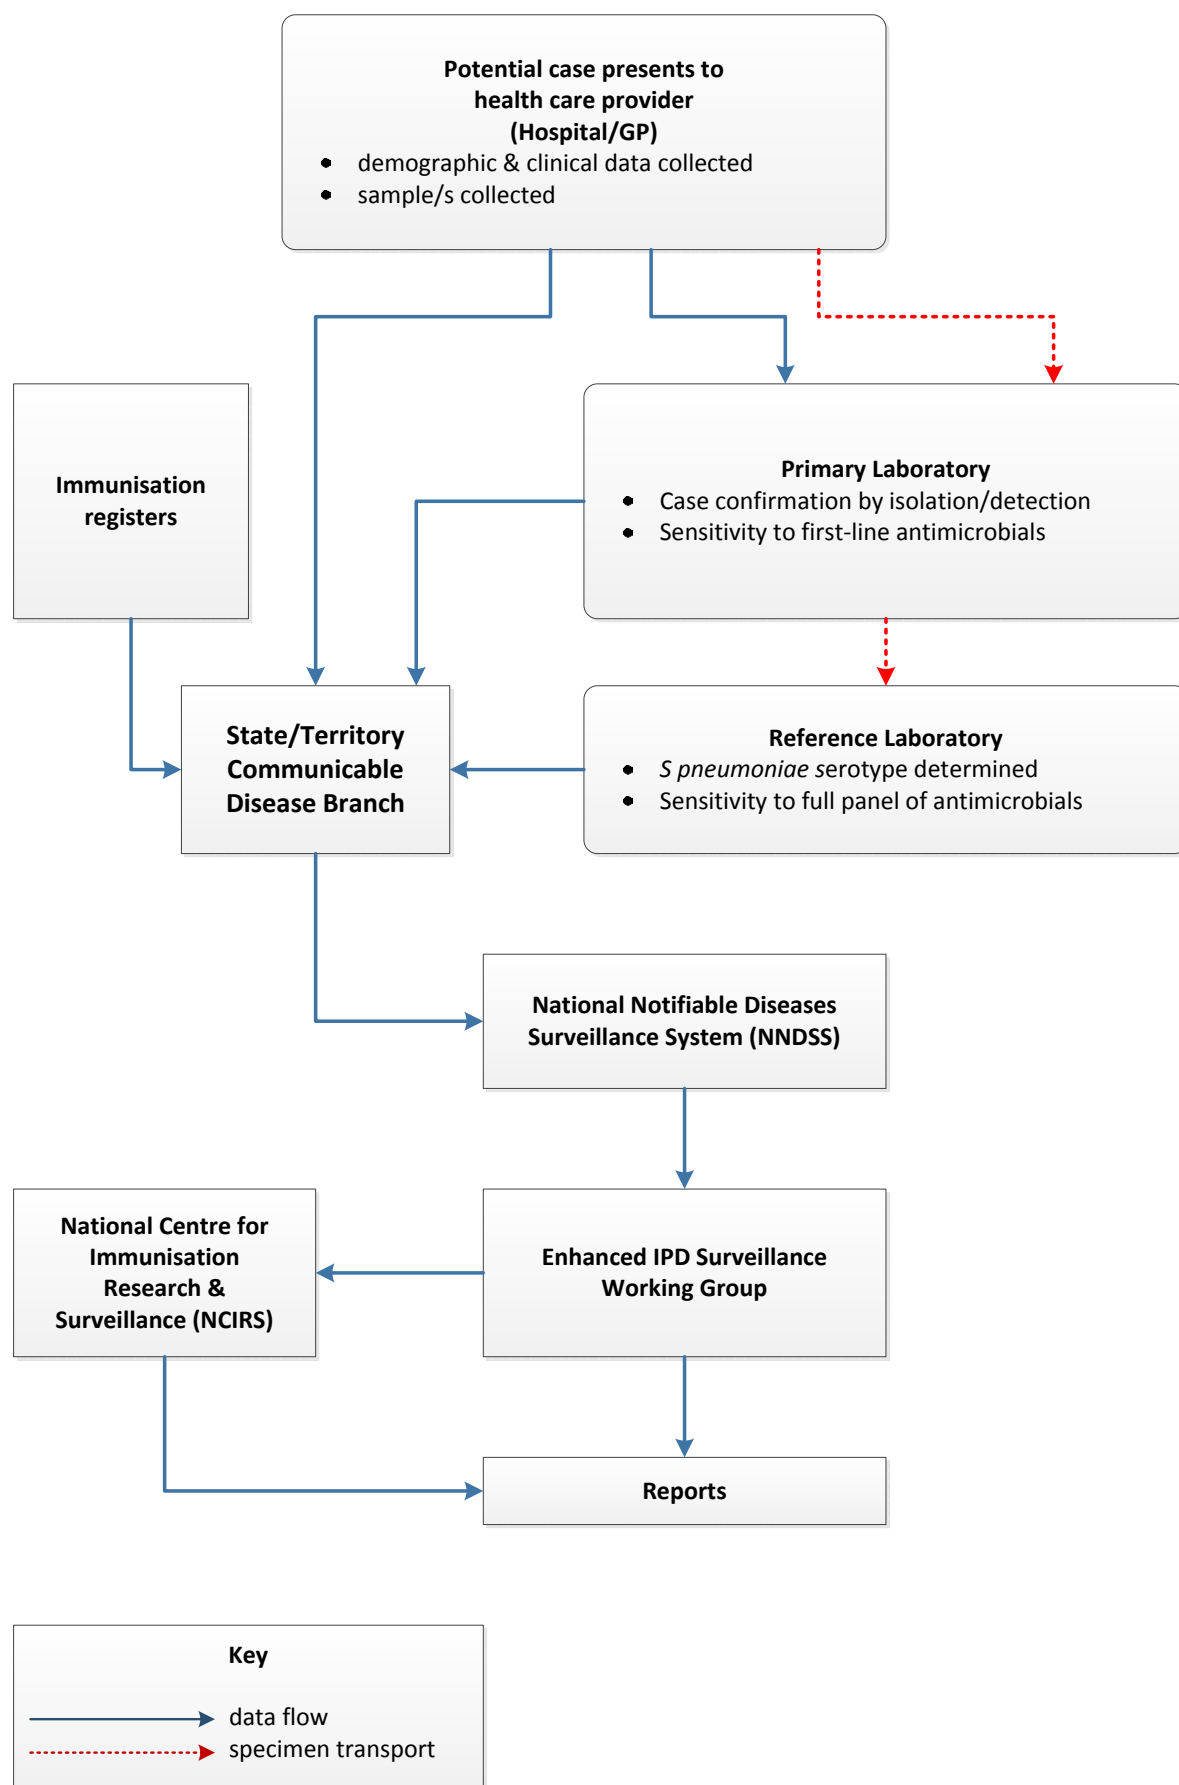 Potential case presents to
health care provider
(Hospital/GP)
• demographic & clinical data collected
• sample/s collected
Immunisation
registers
Primary Laboratory
• Case confirmation by isolation/detection
• Sensitivity to first-line antimicrobials
State/Territory
Communicable
Disease Branch
Reference Laboratory
• S pneumoniae serotype determined
• Sensitivity to full panel of antimicrobials
National Notifiable Diseases
Surveillance System (NNDSS)
National Centre for
Immunisation
Research &
Surveillance (NCIRS)
Enhanced IPD Surveillance
Working Group
Reports
Key
data flow
specimen transport